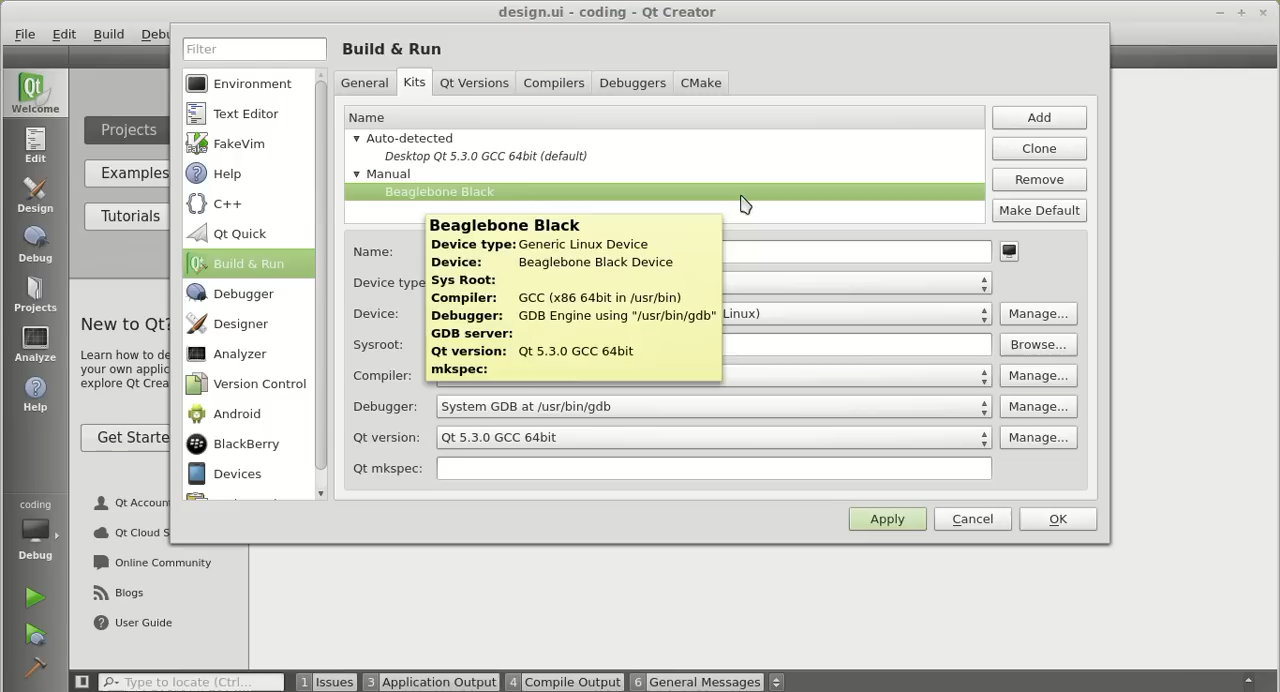 design.ui - coding - Qt Creator
File Edit Build Debu
Welcome
Edit
Design
Debug
Projects
Analyze
Help
coding
Debug
Projects
Examples
Tutorials
New to Qt?
Learn how to de
your own applic
explore Qt Crea
Get Starte
Qt Accoun
Qt Cloud S
Online Community
Blogs
User Guide
Filter
Environment
Text Editor
FakeVim
Help
C++
Qt Quick
Build & Run
Debugger
Designer
Analyzer
Version Control
Android
BlackBerry
Devices
Build & Run
General Kits Qt Versions Compilers Debuggers CMake
Name
Auto-detected
Desktop Qt 5.3.0 GCC 64bit (default)
Manual
Beaglebone Black
Add
Clone
Remove
Make Default
Beaglebone Black
Device type: Generic Linux Device
Device: Beaglebone Black Device
Sys Root:
Compiler: GCC (x86 64bit in /usr/bin)
Debugger: GDB Engine using "/usr/bin/gdb"
GDB server:
Qt version: Qt 5.3.0 GCC 64bit
mkspec:
Name:
Device type
Device: Linux) Manage...
Sysroot: Browse...
Compiler: Manage...
Debugger: System GDB at /usr/bin/gdb Manage...
Qt version: Qt 5.3.0 GCC 64bit Manage...
Qt mkspec:
Apply Cancel OK
Type to locate (Ctrl... 1 Issues 3 Application Output 4 Compile Output 6 General Messages